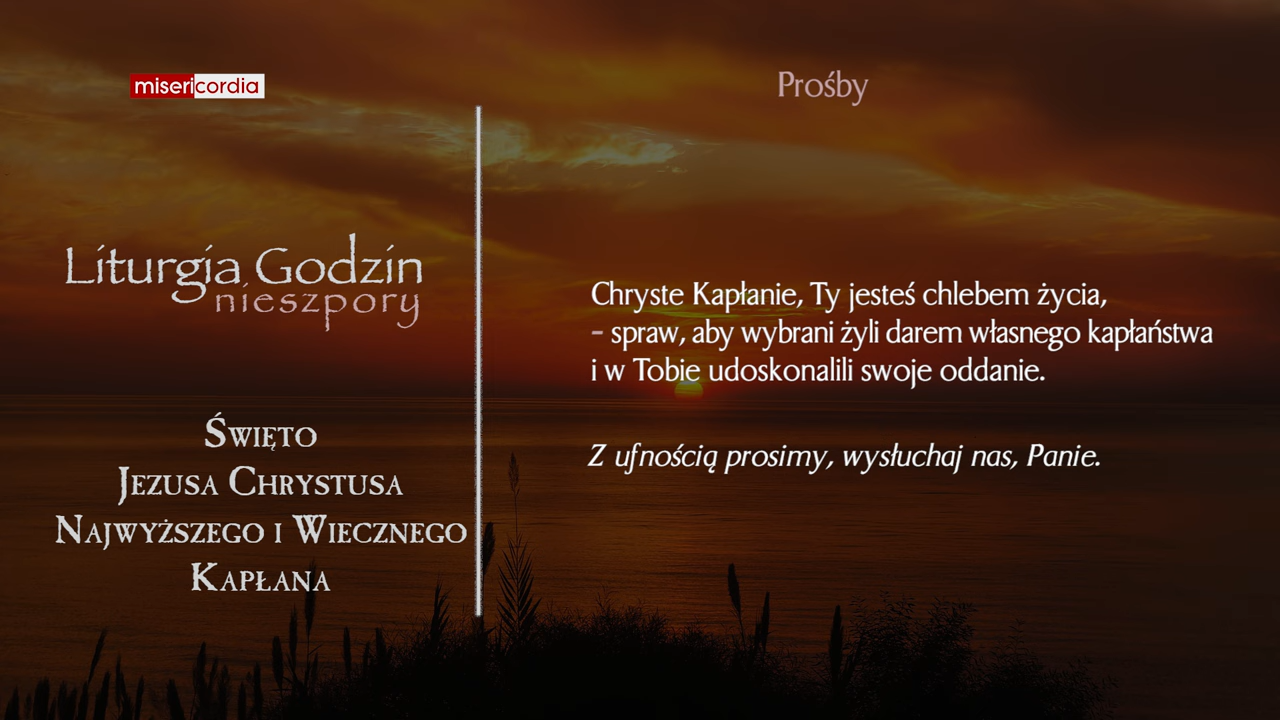 misericordia
Liturgia Godzin
nieszpory
Święto
Jezusa Chrystusa
Najwyższego i Wiecznego
Kapłana
Prośby
Chryste Kapłanie, Ty jesteś chlebem życia,
- spraw, aby wybrani żyli darem własnego kapłaństwa
i w Tobie udoskonalili swoje oddanie.
Z ufnością prosimy, wysłuchaj nas, Panie.